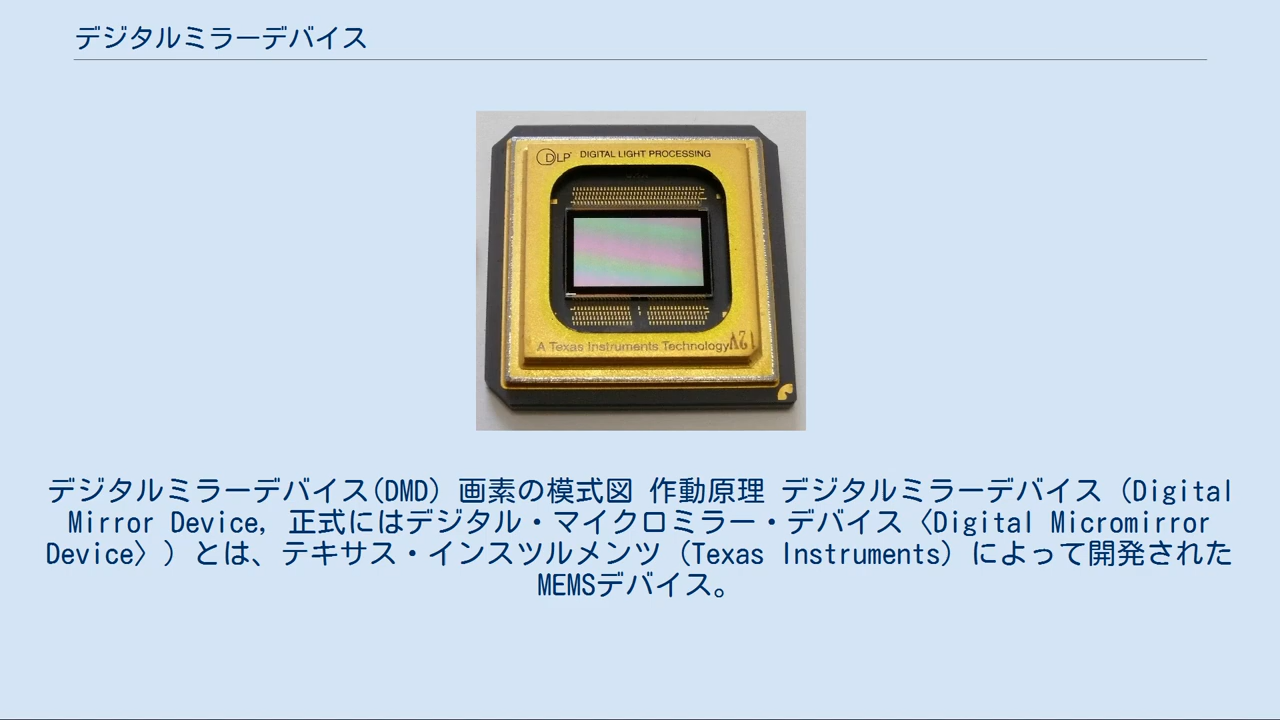 デジタルミラーデバイス
DLP DIGITAL LIGHT PROCESSING
A Texas Instruments Technology
デジタルミラーデバイス(DMD) 画素の模式図 作動原理 デジタルミラーデバイス (Digital
Mirror Device, 正式にはデジタル・マイクロミラー・デバイス〈Digital Micromirror
Device〉) とは、テキサス・インスツルメンツ (Texas Instruments) によって開発された
MEMSデバイス。